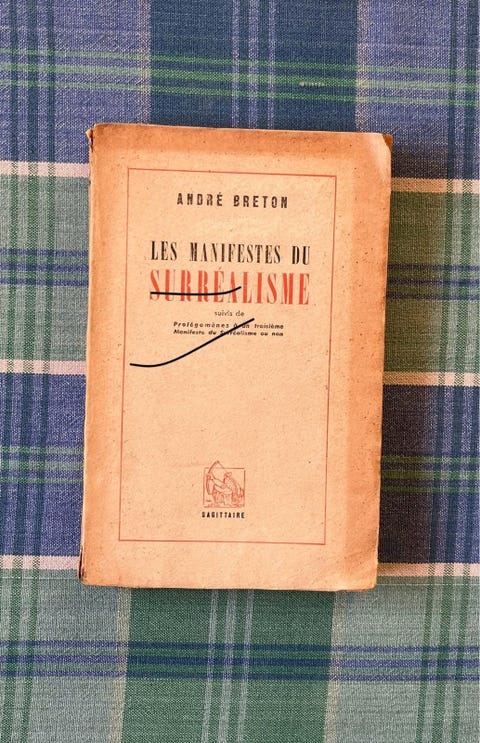 ANDRÉ BRETON
LES MANIFESTES DU
SURRÉALISME
suivis de
Prolégomènes à un troisième
Manifeste du Surréalisme ou non
SAGITTAIRE